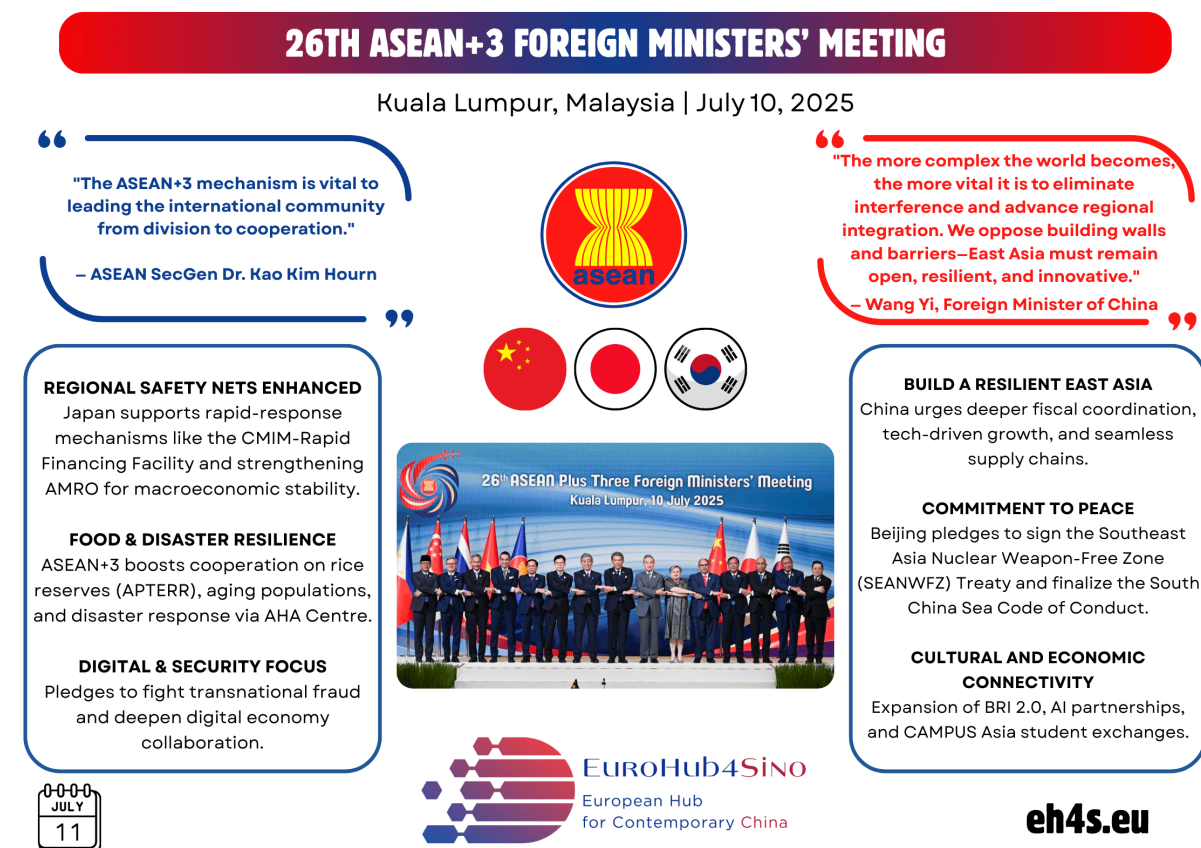 26TH ASEAN+3 FOREIGN MINISTERS' MEETING
Kuala Lumpur, Malaysia | July 10, 2025
"The ASEAN+3 mechanism is vital to
leading the international community
from division to cooperation."
– ASEAN SecGen Dr. Kao Kim Hourn
asean
"The more complex the world becomes,
the more vital it is to eliminate
interference and advance regional
integration. We oppose building walls
and barriers—East Asia must remain
open, resilient, and innovative."
– Wang Yi, Foreign Minister of China
REGIONAL SAFETY NETS ENHANCED
Japan supports rapid-response
mechanisms like the CMIM-Rapid
Financing Facility and strengthening
AMRO for macroeconomic stability.
FOOD & DISASTER RESILIENCE
ASEAN+3 boosts cooperation on rice
reserves (APTERR), aging populations,
and disaster response via AHA Centre.
DIGITAL & SECURITY FOCUS
Pledges to fight transnational fraud
and deepen digital economy
collaboration.
26th ASEAN Plus Three Foreign Ministers' Meeting
Kuala Lumpur, 10 July 2025
BUILD A RESILIENT EAST ASIA
China urges deeper fiscal coordination,
tech-driven growth, and seamless
supply chains.
COMMITMENT TO PEACE
Beijing pledges to sign the Southeast
Asia Nuclear Weapon-Free Zone
(SEANWFZ) Treaty and finalize the South
China Sea Code of Conduct.
CULTURAL AND ECONOMIC
CONNECTIVITY
Expansion of BRI 2.0, AI partnerships,
and CAMPUS Asia student exchanges.
JULY
11
EuroHub4Sino
European Hub
for Contemporary China
eh4s.eu